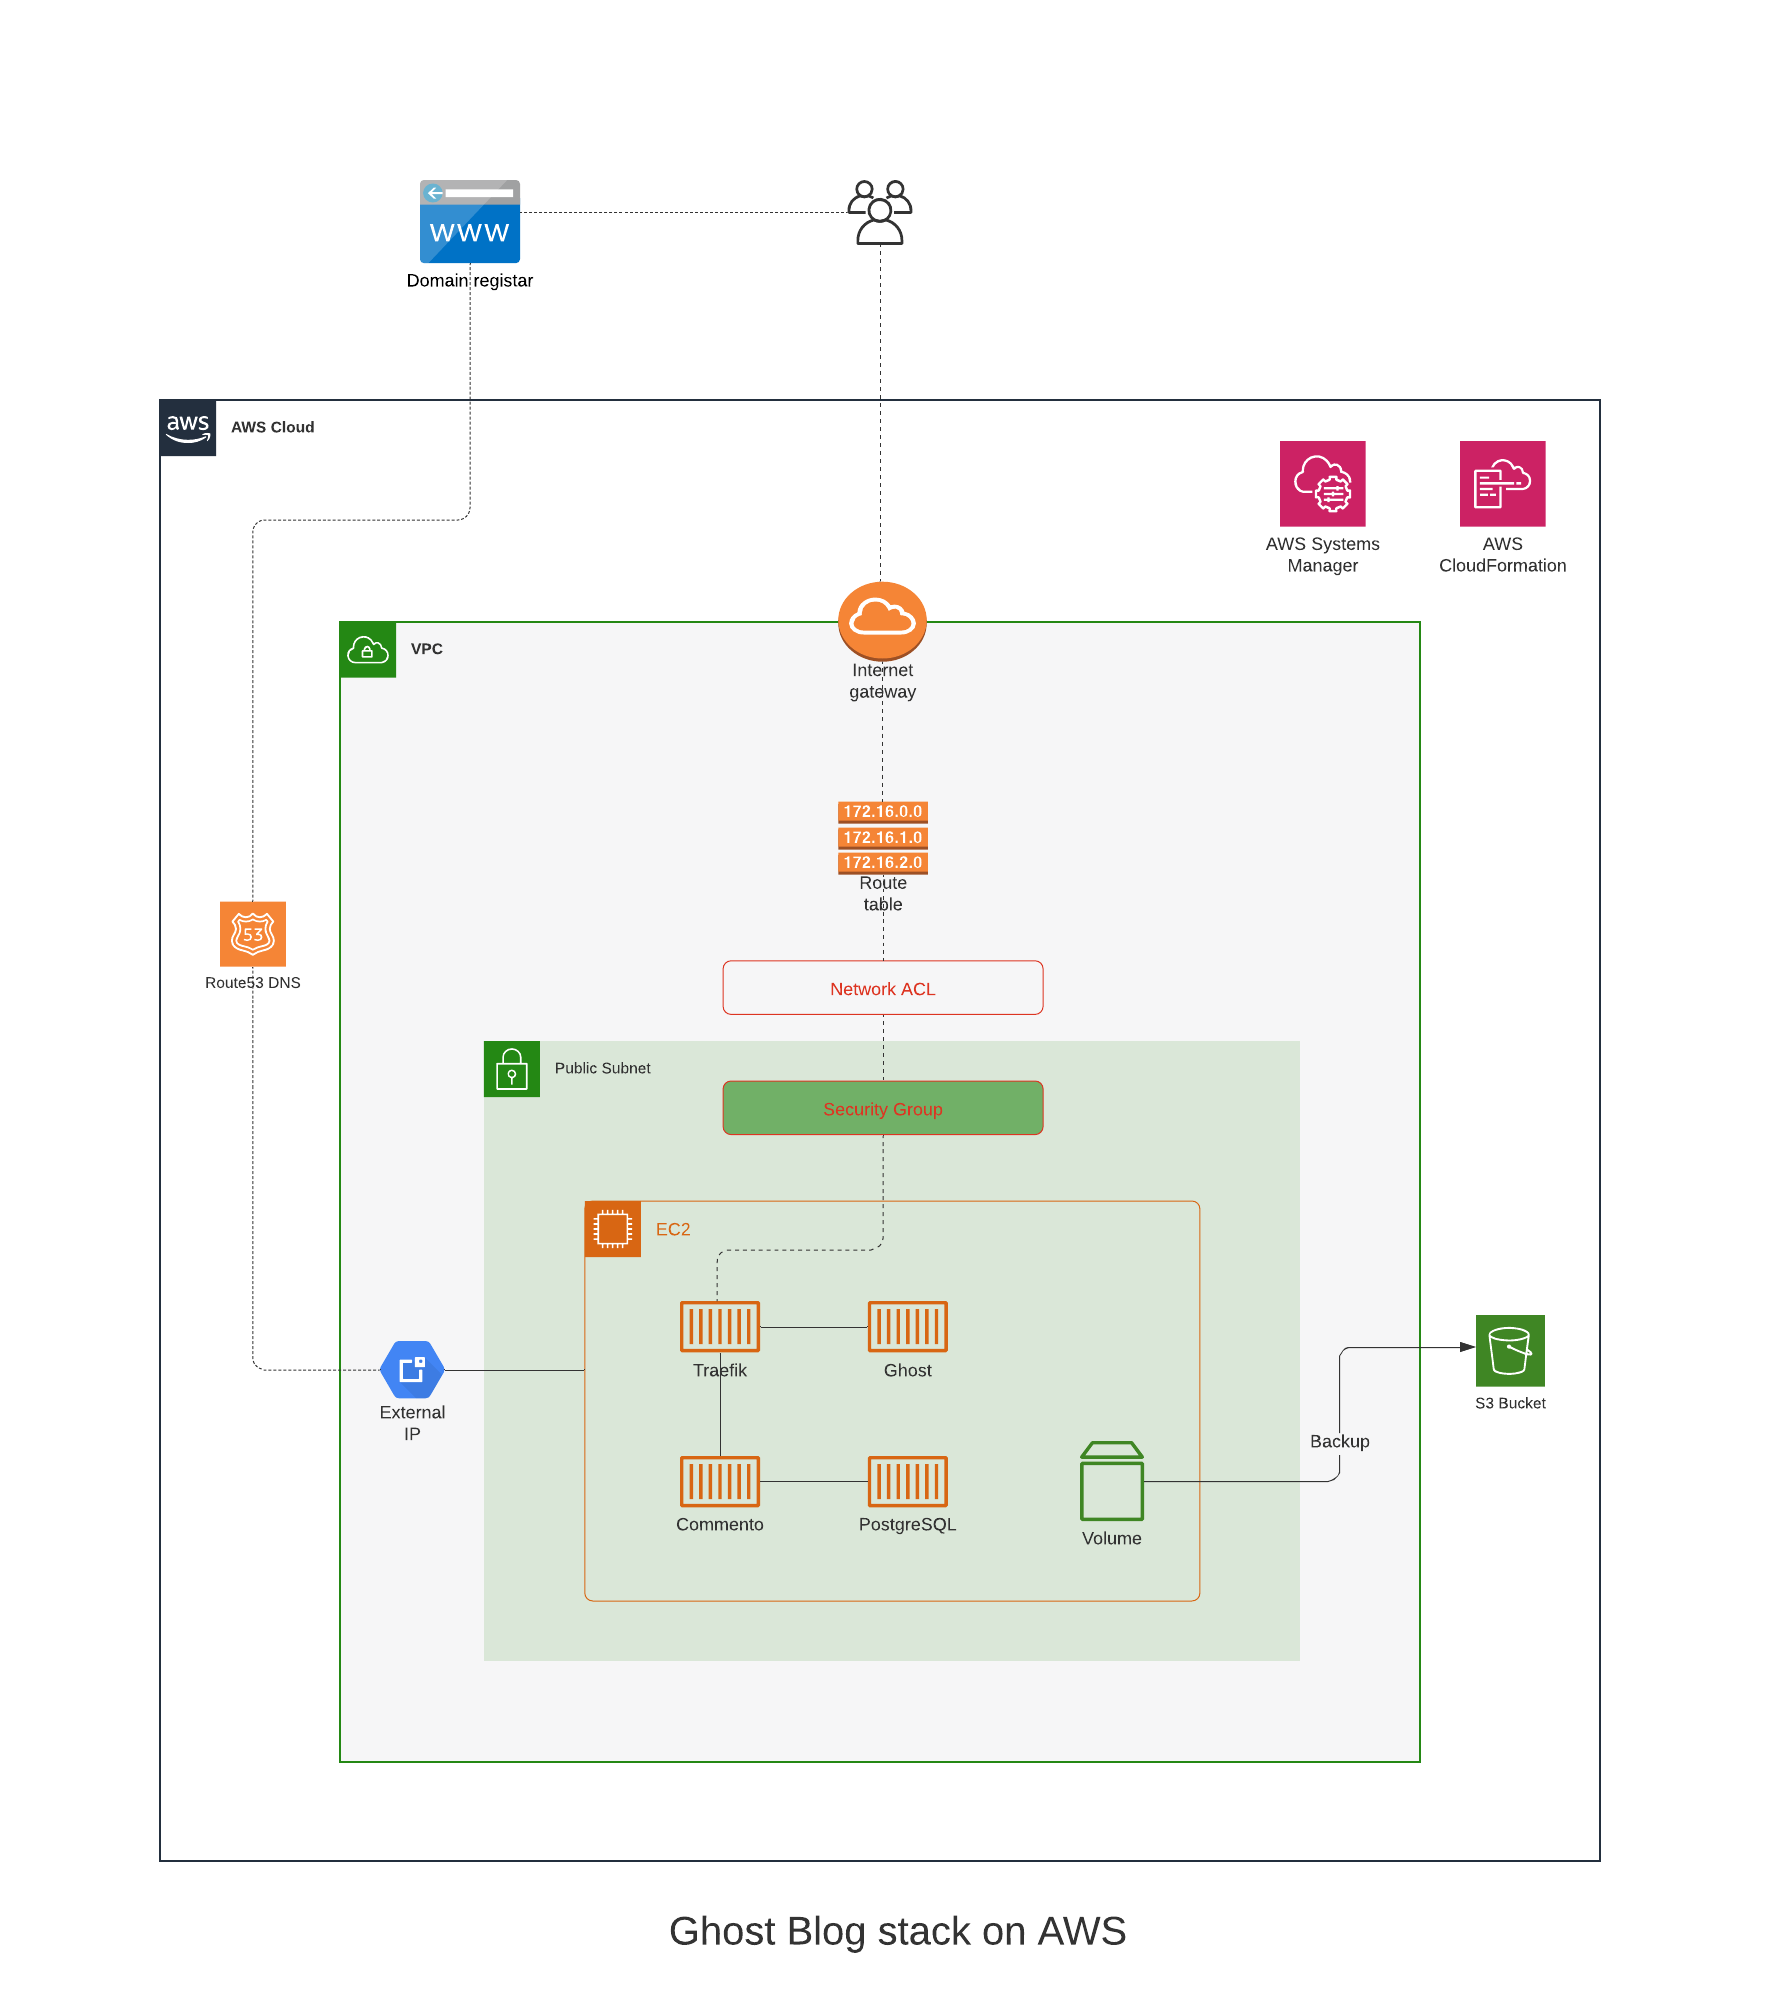 www
Domain registar
aws
AWS Cloud
AWS Systems
Manager
AWS
CloudFormation
VPC
Internet
gateway
172.16.0.0
172.16.1.0
172.16.2.0
Route
table
53
Route53 DNS
Network ACL
Public Subnet
Security Group
EC2
Traefik
Ghost
External
IP
S3 Bucket
Backup
Commento
PostgreSQL
Volume
Ghost Blog stack on AWS